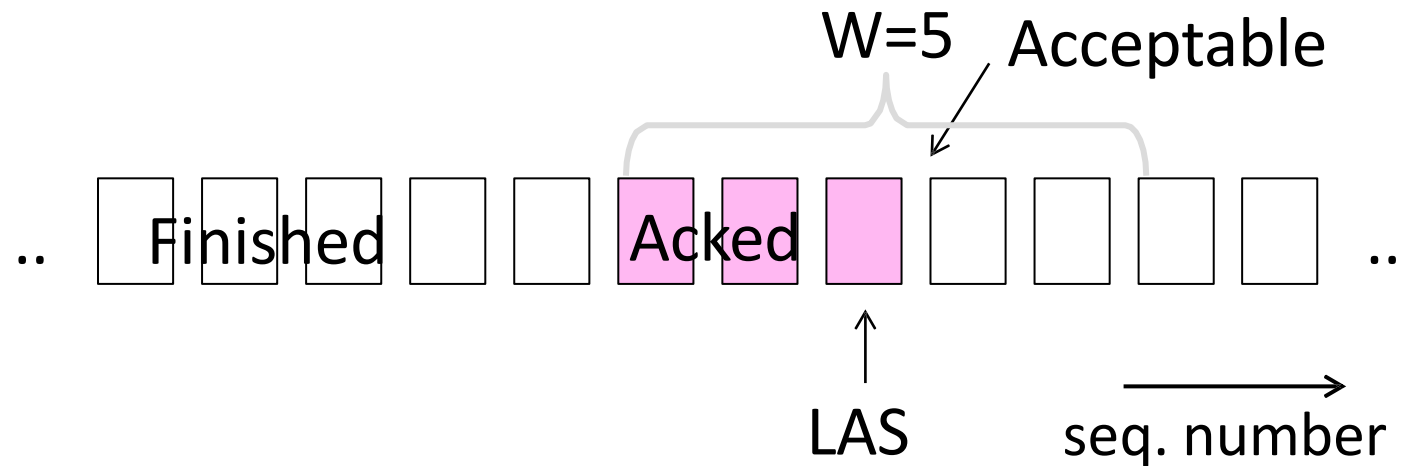 W=5
Acceptable
..
Finished
Acked
..
LAS
seq. number